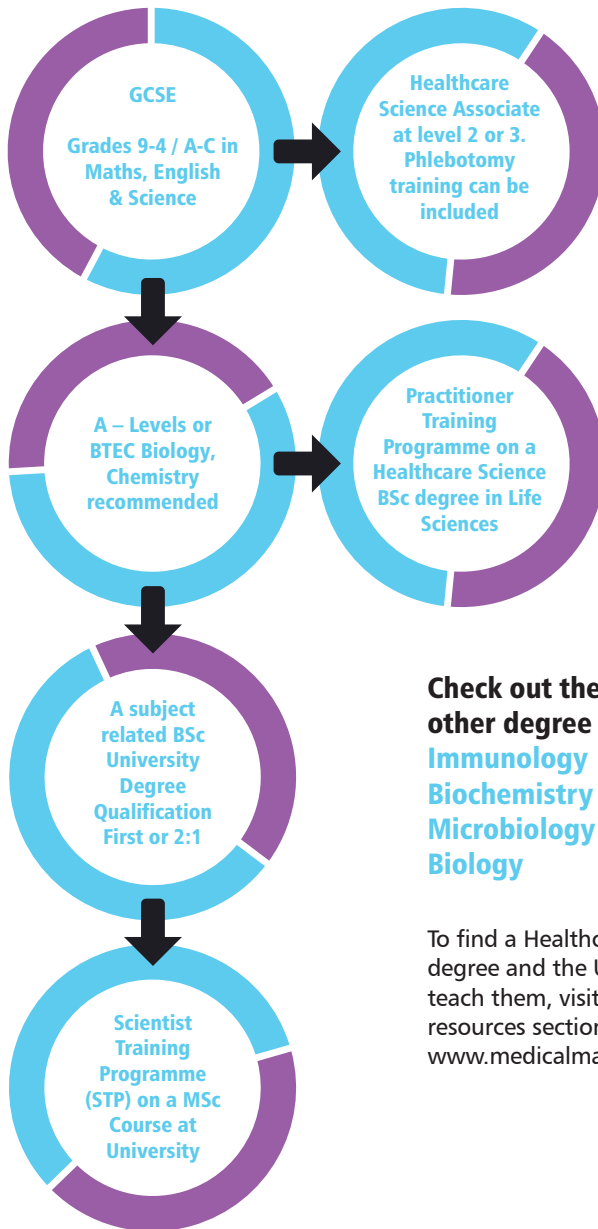 GCSE
Grades 9-4 / A-C in
Maths, English
& Science
Healthcare
Science Associate
at level 2 or 3.
Phlebotomy
training can be
included
A – Levels or
BTEC Biology,
Chemistry
recommended
Practitioner
Training
Programme on a
Healthcare Science
BSc degree in Life
Sciences
A subject
related BSc
University
Degree
Qualification
First or 2:1
Scientist
Training
Programme
(STP) on a MSc
Course at
University
Check out the
other degree
Immunology
Biochemistry
Microbiology
Biology
To find a
degree and the
teach them, visit
resources section